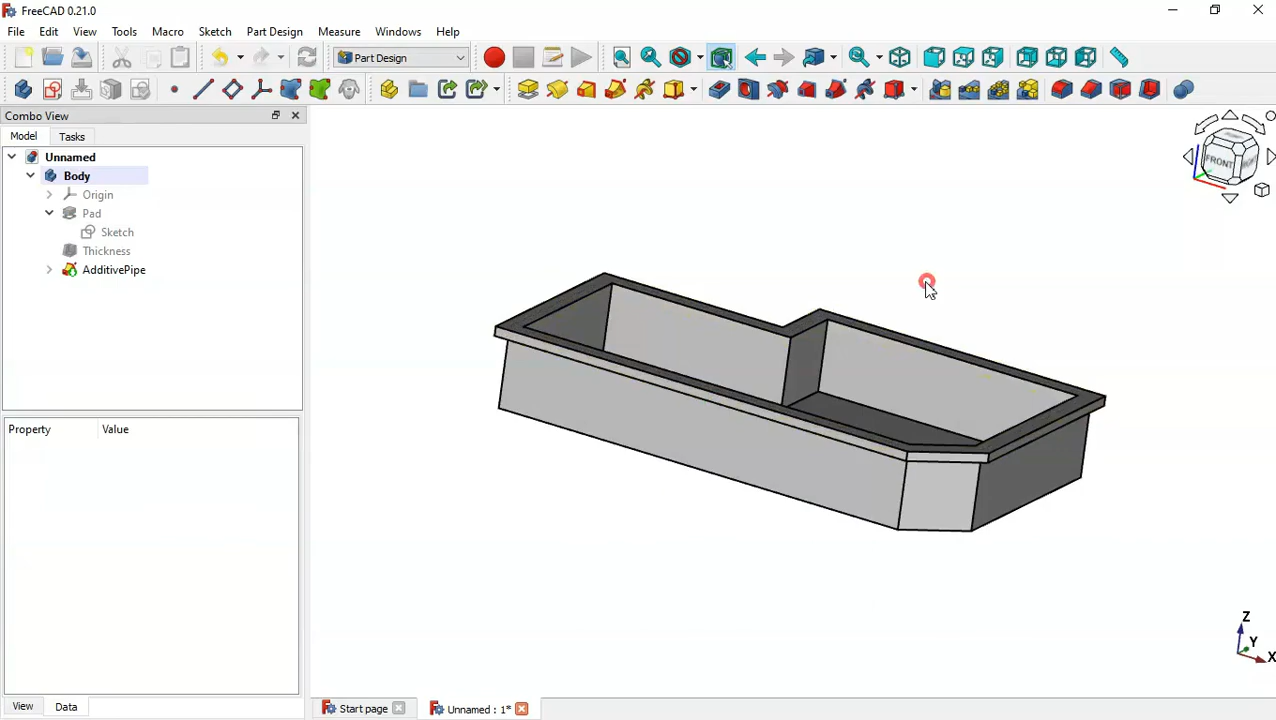 FreeCAD 0.21.0
File Edit View Tools Macro Sketch Part Design Measure Windows Help
Part Design
Combo View
Model Tasks
Unnamed
Body
Origin
Pad
Sketch
Thickness
AdditivePipe
Property Value
View Data
Start page
Unnamed : 1*
FRONT
Z
Y
X